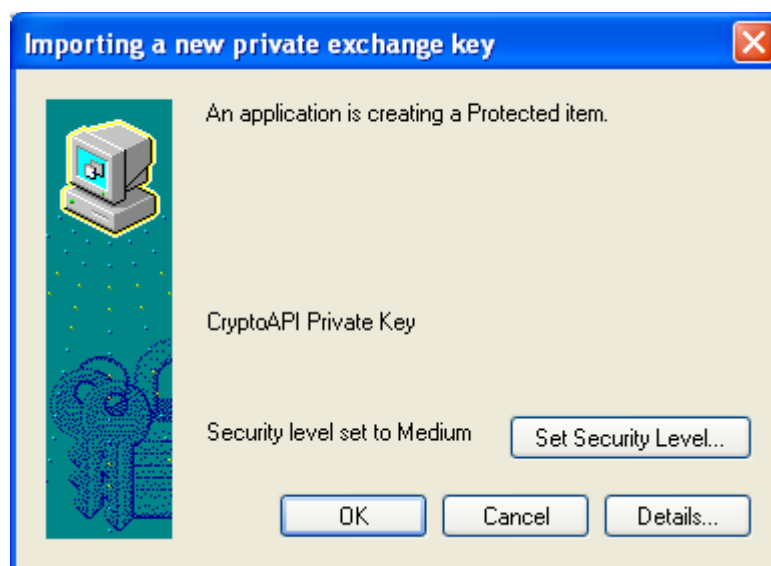 Importing a new private exchange key
An application is creating a Protected item.
CryptoAPI Private Key
Security level set to Medium
Set Security Level...
OK
Cancel
Details...